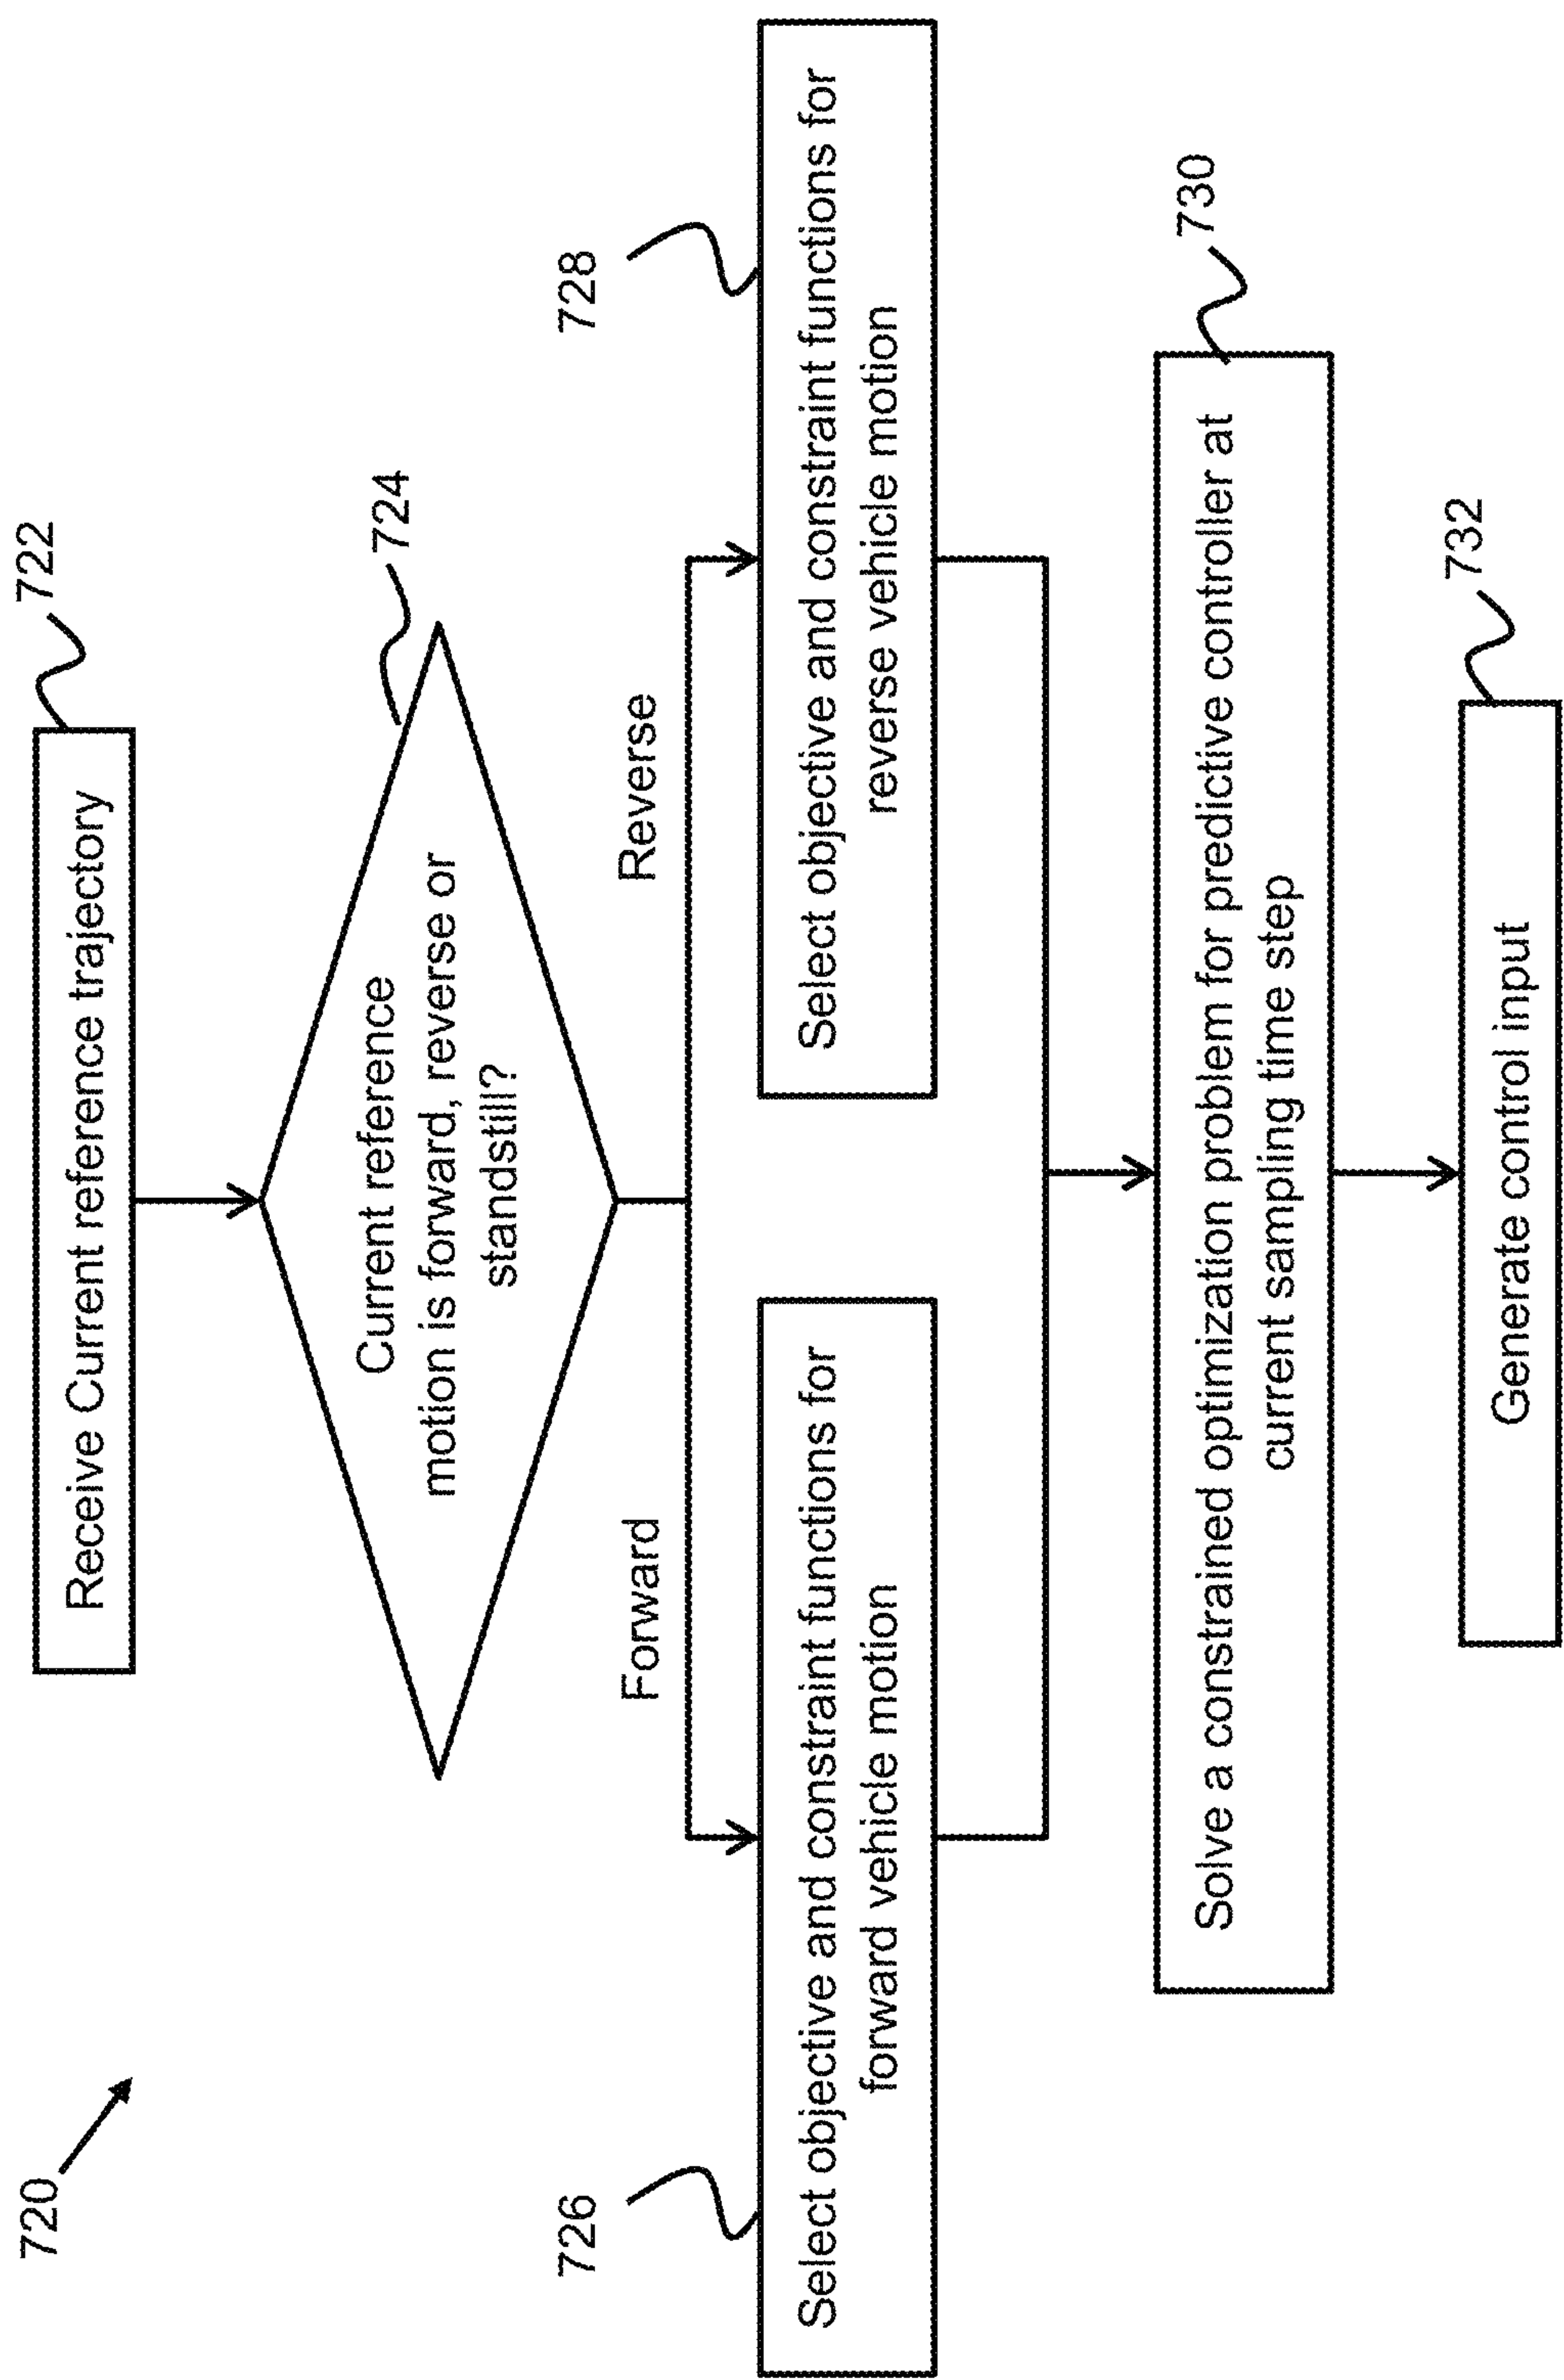 720
722
Receive Current reference trajectory
724
Current reference
motion is forward, reverse or
standstill?
Forward
Reverse
726
Select objective and constraint functions for
forward vehicle motion
728
Select objective and constraint functions for
reverse vehicle motion
730
Solve a constrained optimization problem for predictive controller at
current sampling time step
732
Generate control input